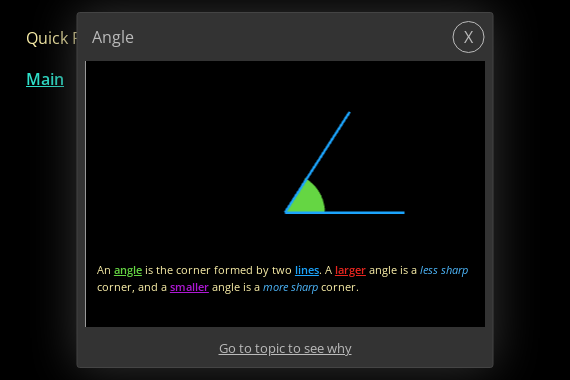 Quick
Angle
X
Main
An angle is the corner formed by two lines. A larger angle is a less sharp
corner, and a smaller angle is a more sharp corner.
Go to topic to see why